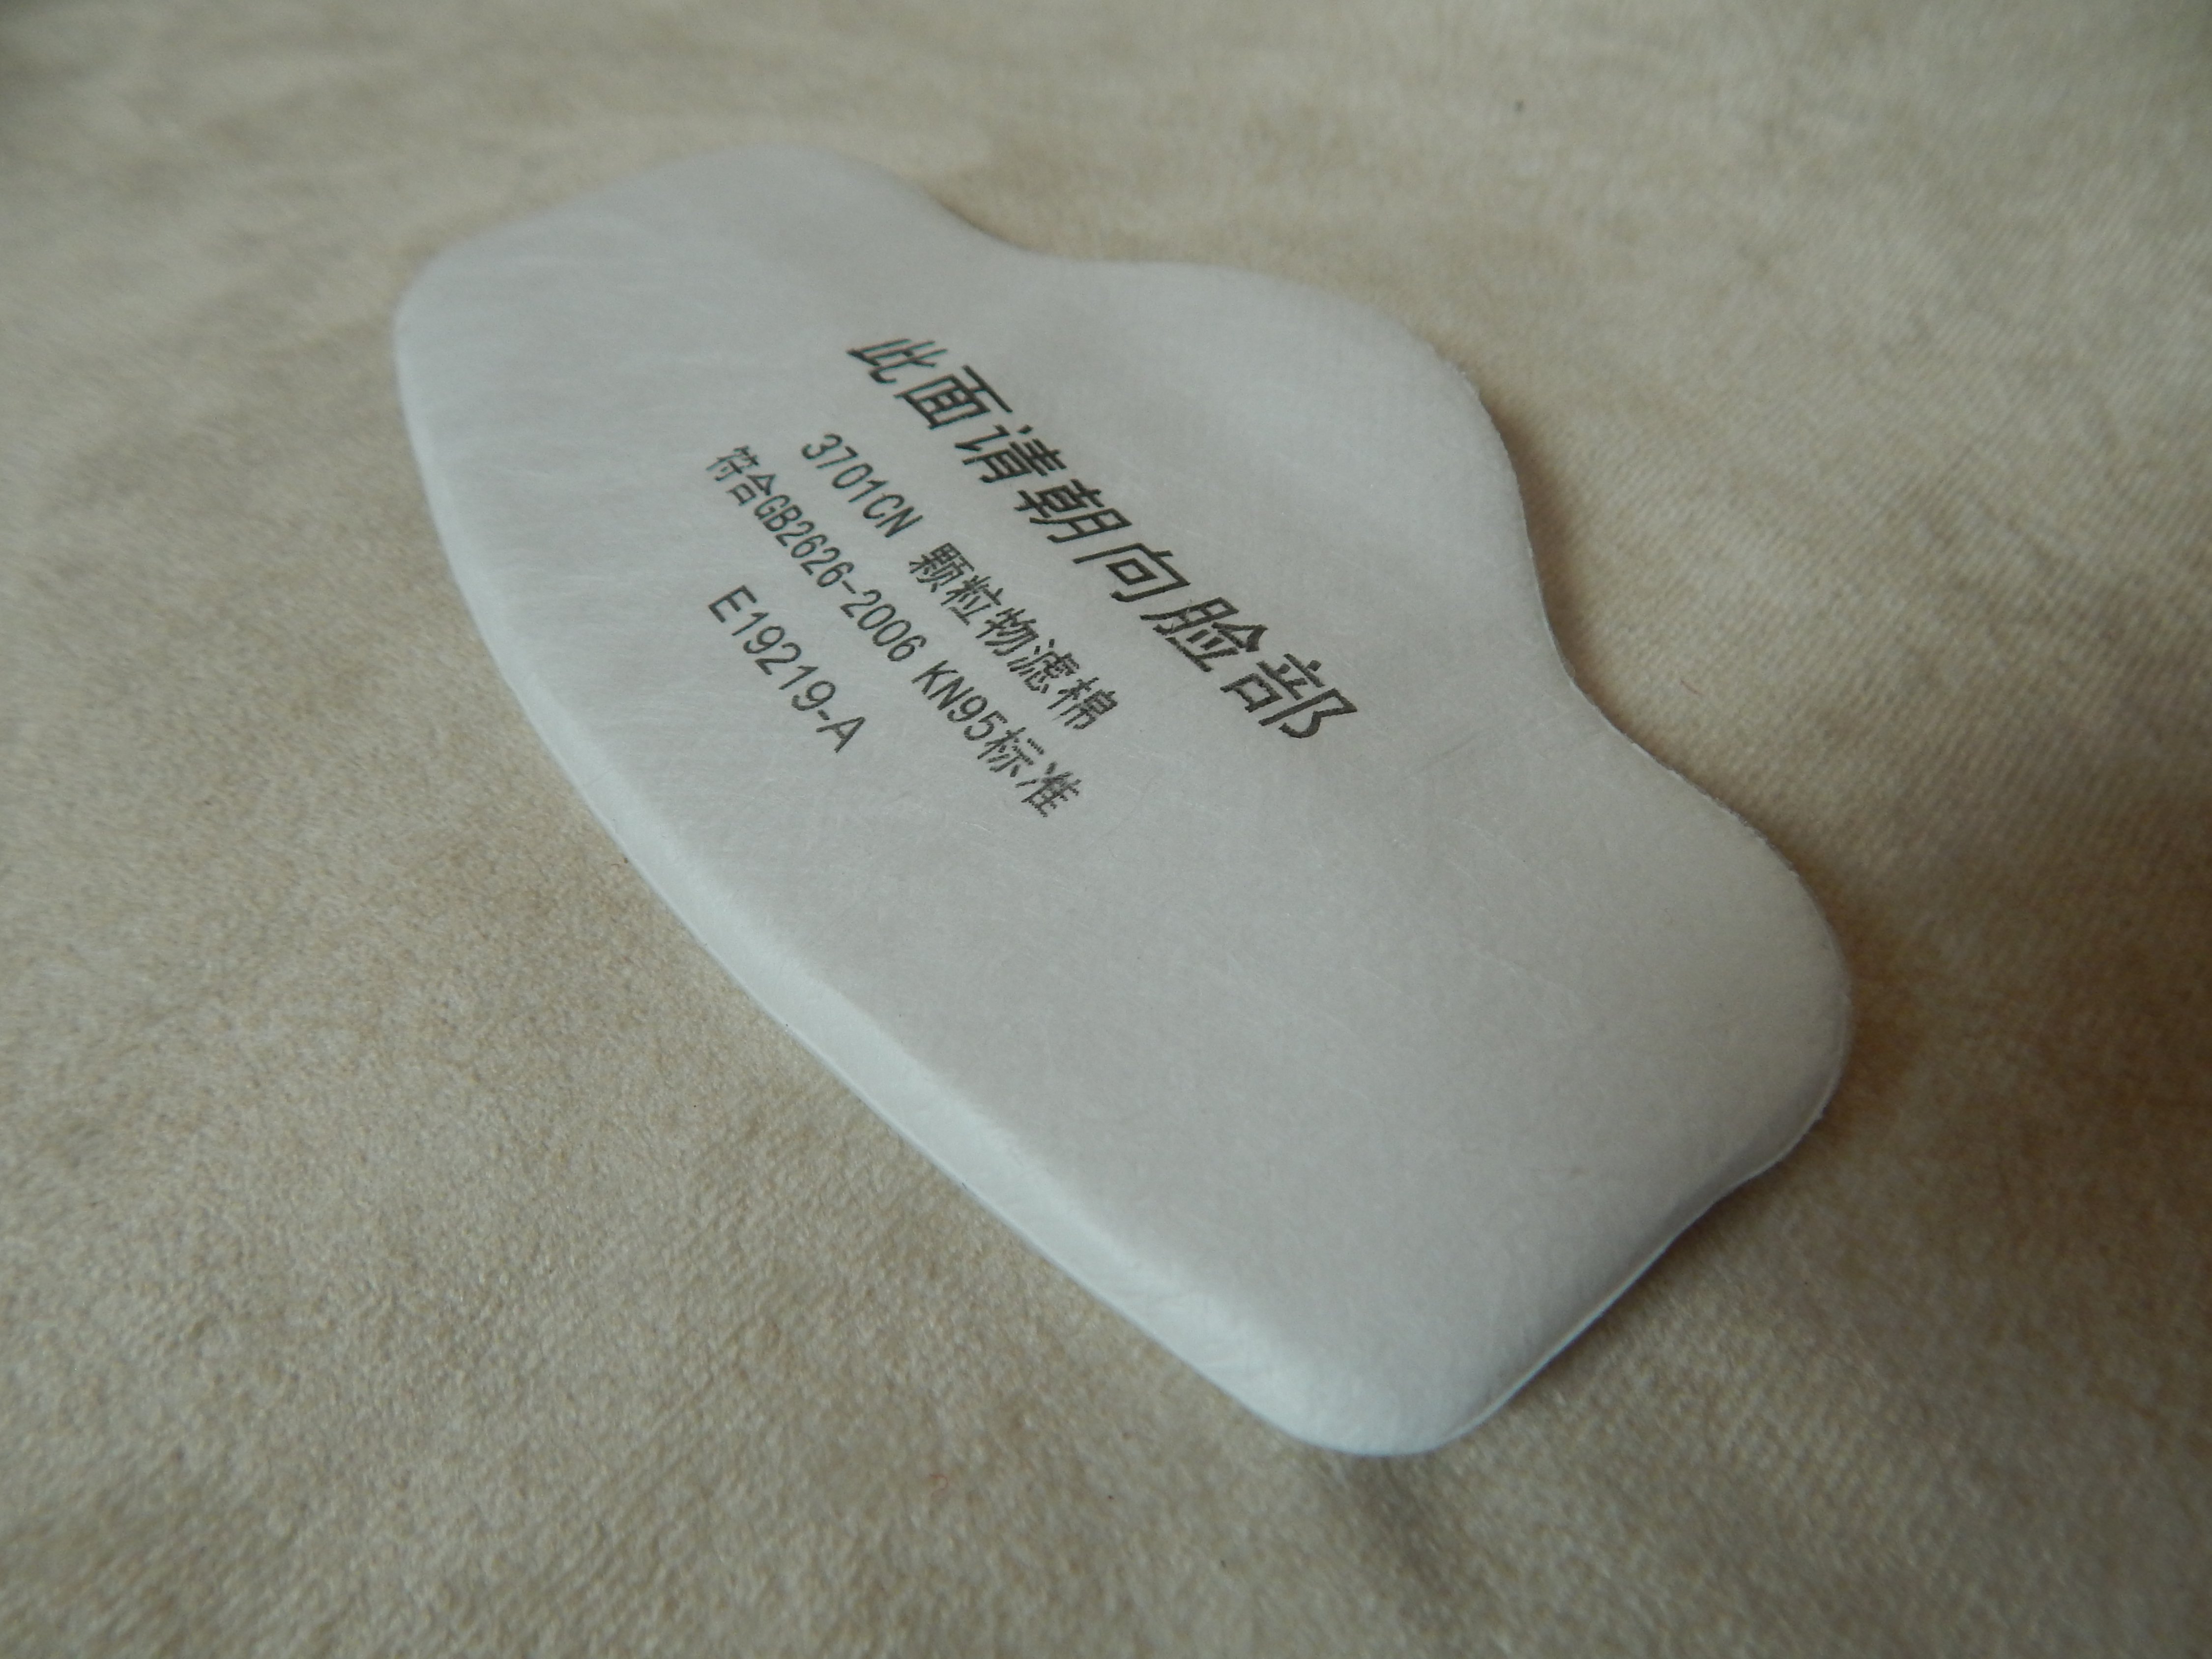 此面请朝向脸部
3701CN 颗粒物滤棉
符合GB2626-2006 KN95标准
E19219-A